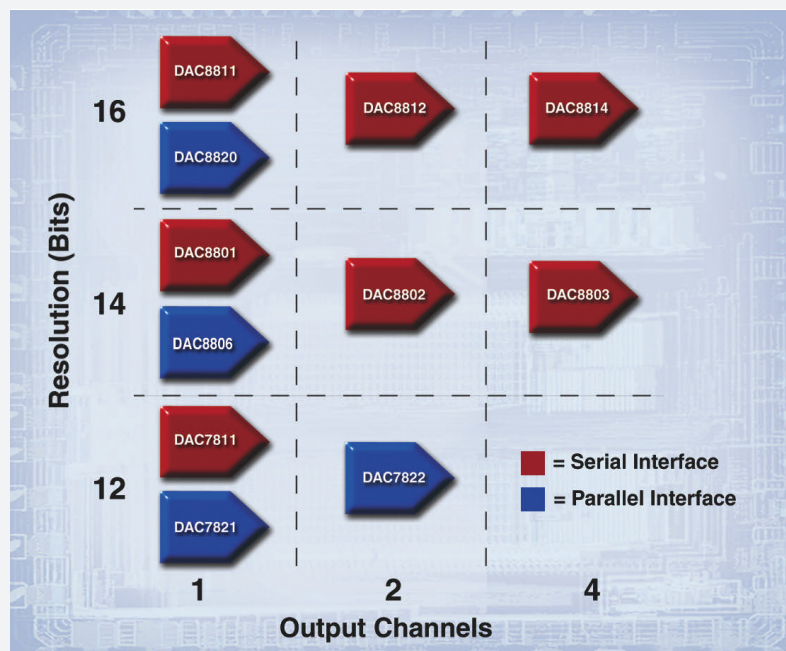 Resolution (Bits)
16
DAC8811
DAC8812
DAC8814
DAC8820
14
DAC8801
DAC8802
DAC8803
DAC8806
12
DAC7811
DAC7822
DAC7821
= Serial Interface
= Parallel Interface
1
2
4
Output Channels